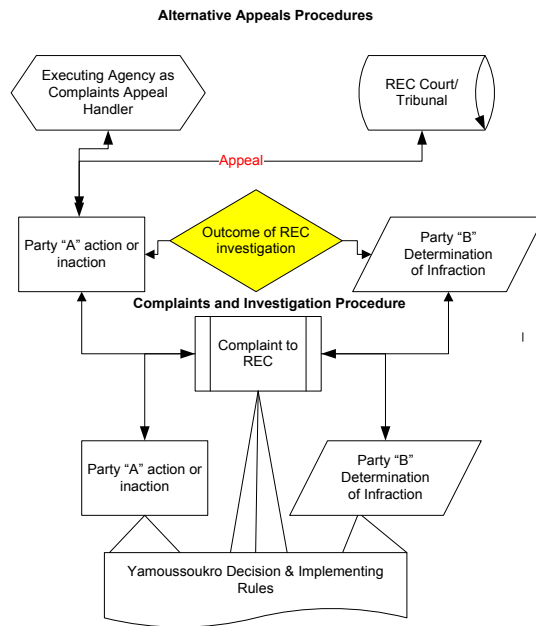 Alternative Appeals Procedures
Executing Agency as
Complaints Appeal
Handler
REC Court/
Tribunal
Appeal
Party “A” action or
inaction
Outcome of REC
investigation
Party “B”
Determination
of Infraction
Complaints and Investigation Procedure
Complaint to
REC
Party “A” action or
inaction
Party “B”
Determination
of Infraction
Yamoussoukro Decision & Implementing
Rules